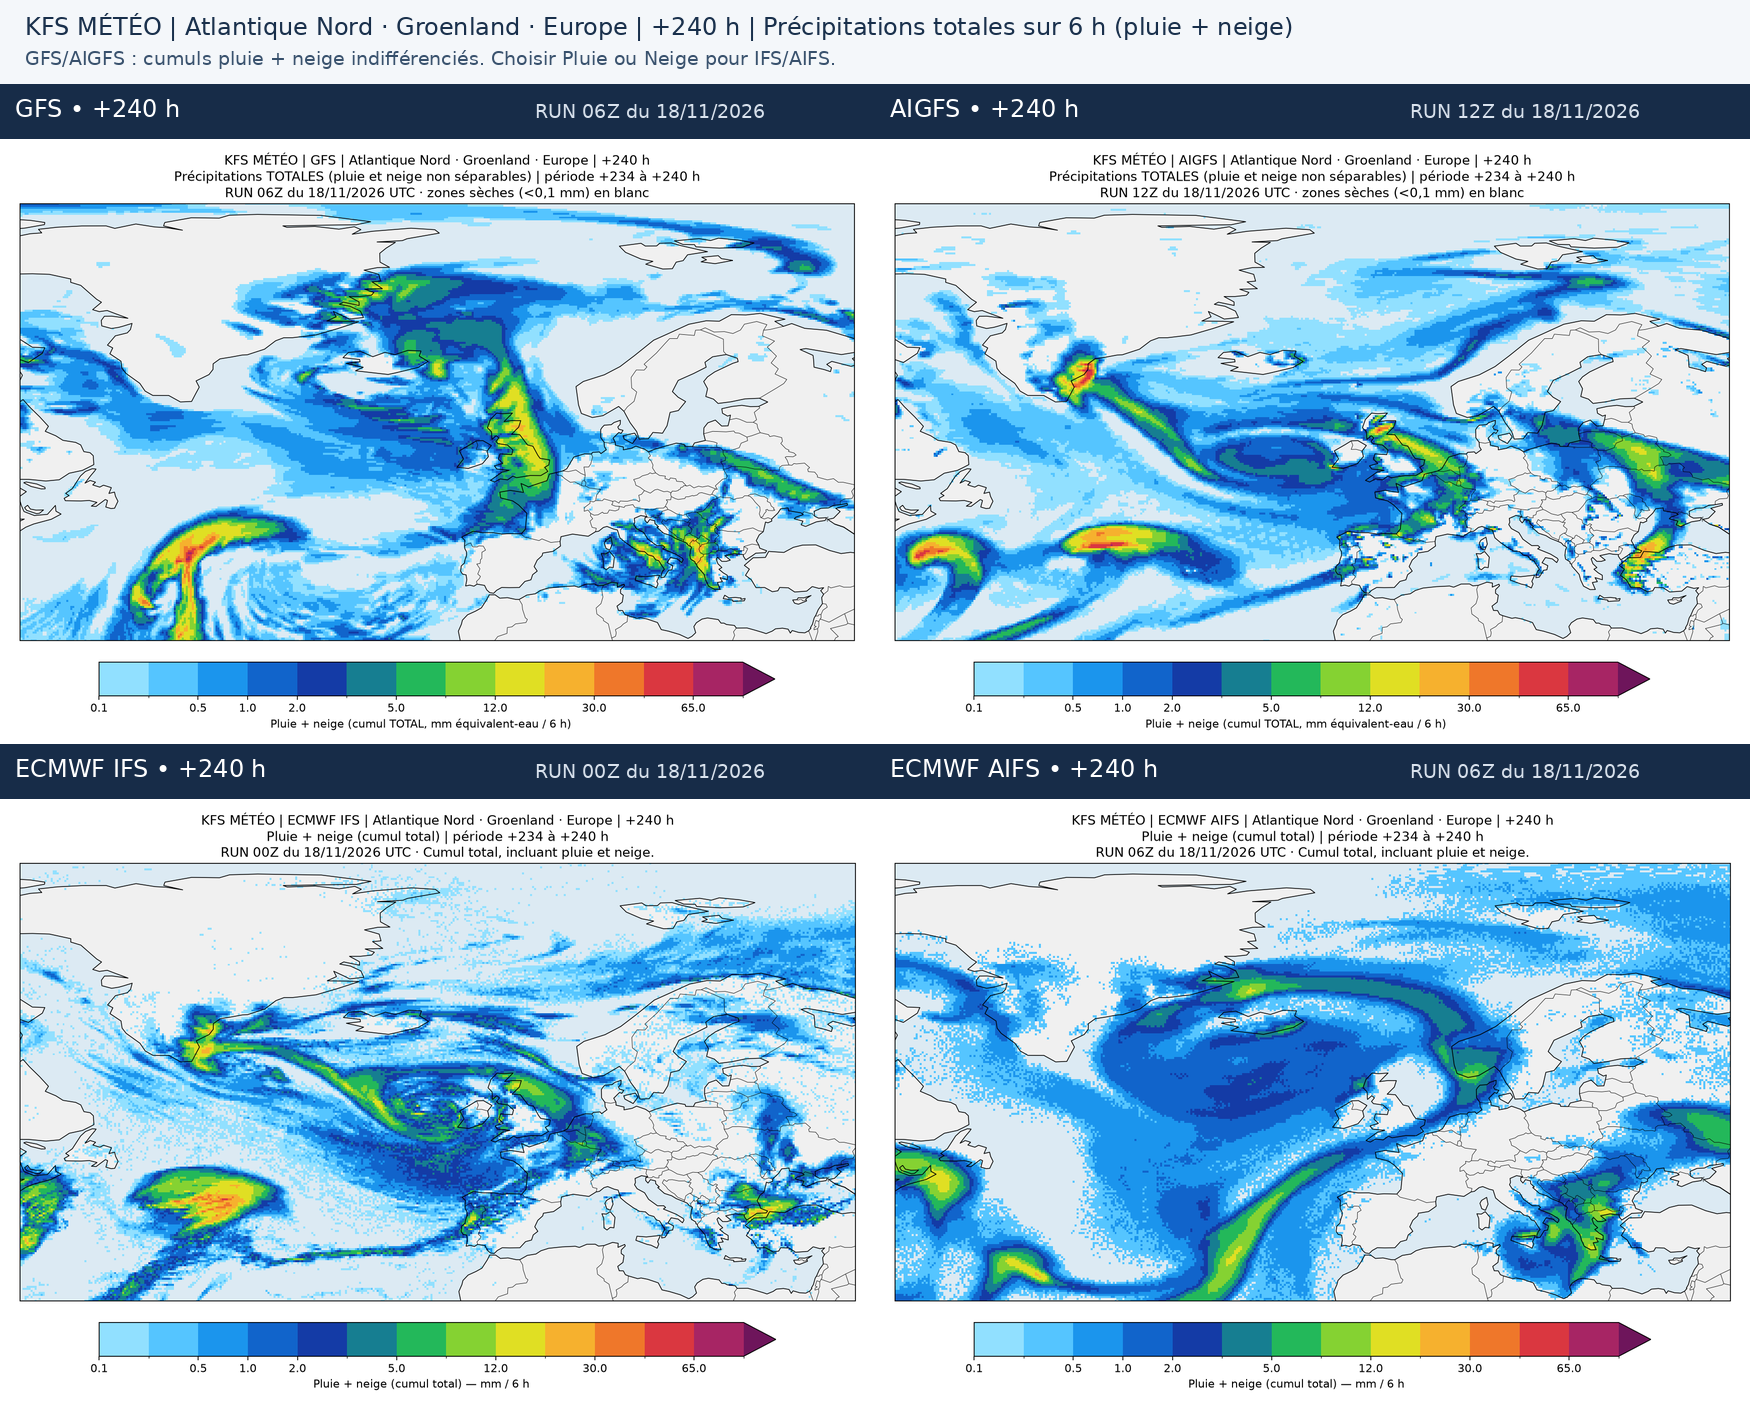 KFS MÉTÉO | Atlantique Nord · Groenland · Europe | +240 h | Précipitations totales sur 6 h (pluie + neige)
GFS/AIGFS : cumuls pluie + neige indifférenciés. Choisir Pluie ou Neige pour IFS/AIFS.
GFS • +240 h
RUN 06Z du 18/11/2026
AIGFS • +240 h
RUN 12Z du 18/11/2026
KFS MÉTÉO | GFS | Atlantique Nord · Groenland · Europe | +240 h
Précipitations TOTALES (pluie et neige non séparables) | période +234 à +240 h
RUN 06Z du 18/11/2026 UTC · zones sèches (<0,1 mm) en blanc
KFS MÉTÉO | AIGFS | Atlantique Nord · Groenland · Europe | +240 h
Précipitations TOTALES (pluie et neige non séparables) | période +234 à +240 h
RUN 12Z du 18/11/2026 UTC · zones sèches (<0,1 mm) en blanc
0.1 0.5 1.0 2.0 5.0 12.0 30.0 65.0
Pluie + neige (cumul TOTAL, mm équivalent-eau / 6 h)
0.1 0.5 1.0 2.0 5.0 12.0 30.0 65.0
Pluie + neige (cumul TOTAL, mm équivalent-eau / 6 h)
ECMWF IFS • +240 h
RUN 00Z du 18/11/2026
ECMWF AIFS • +240 h
RUN 06Z du 18/11/2026
KFS MÉTÉO | ECMWF IFS | Atlantique Nord · Groenland · Europe | +240 h
Pluie + neige (cumul total) | période +234 à +240 h
RUN 00Z du 18/11/2026 UTC · Cumul total, incluant pluie et neige.
KFS MÉTÉO | ECMWF AIFS | Atlantique Nord · Groenland · Europe | +240 h
Pluie + neige (cumul total) | période +234 à +240 h
RUN 06Z du 18/11/2026 UTC · Cumul total, incluant pluie et neige.
0.1 0.5 1.0 2.0 5.0 12.0 30.0 65.0
Pluie + neige (cumul total) — mm / 6 h
0.1 0.5 1.0 2.0 5.0 12.0 30.0 65.0
Pluie + neige (cumul total) — mm / 6 h